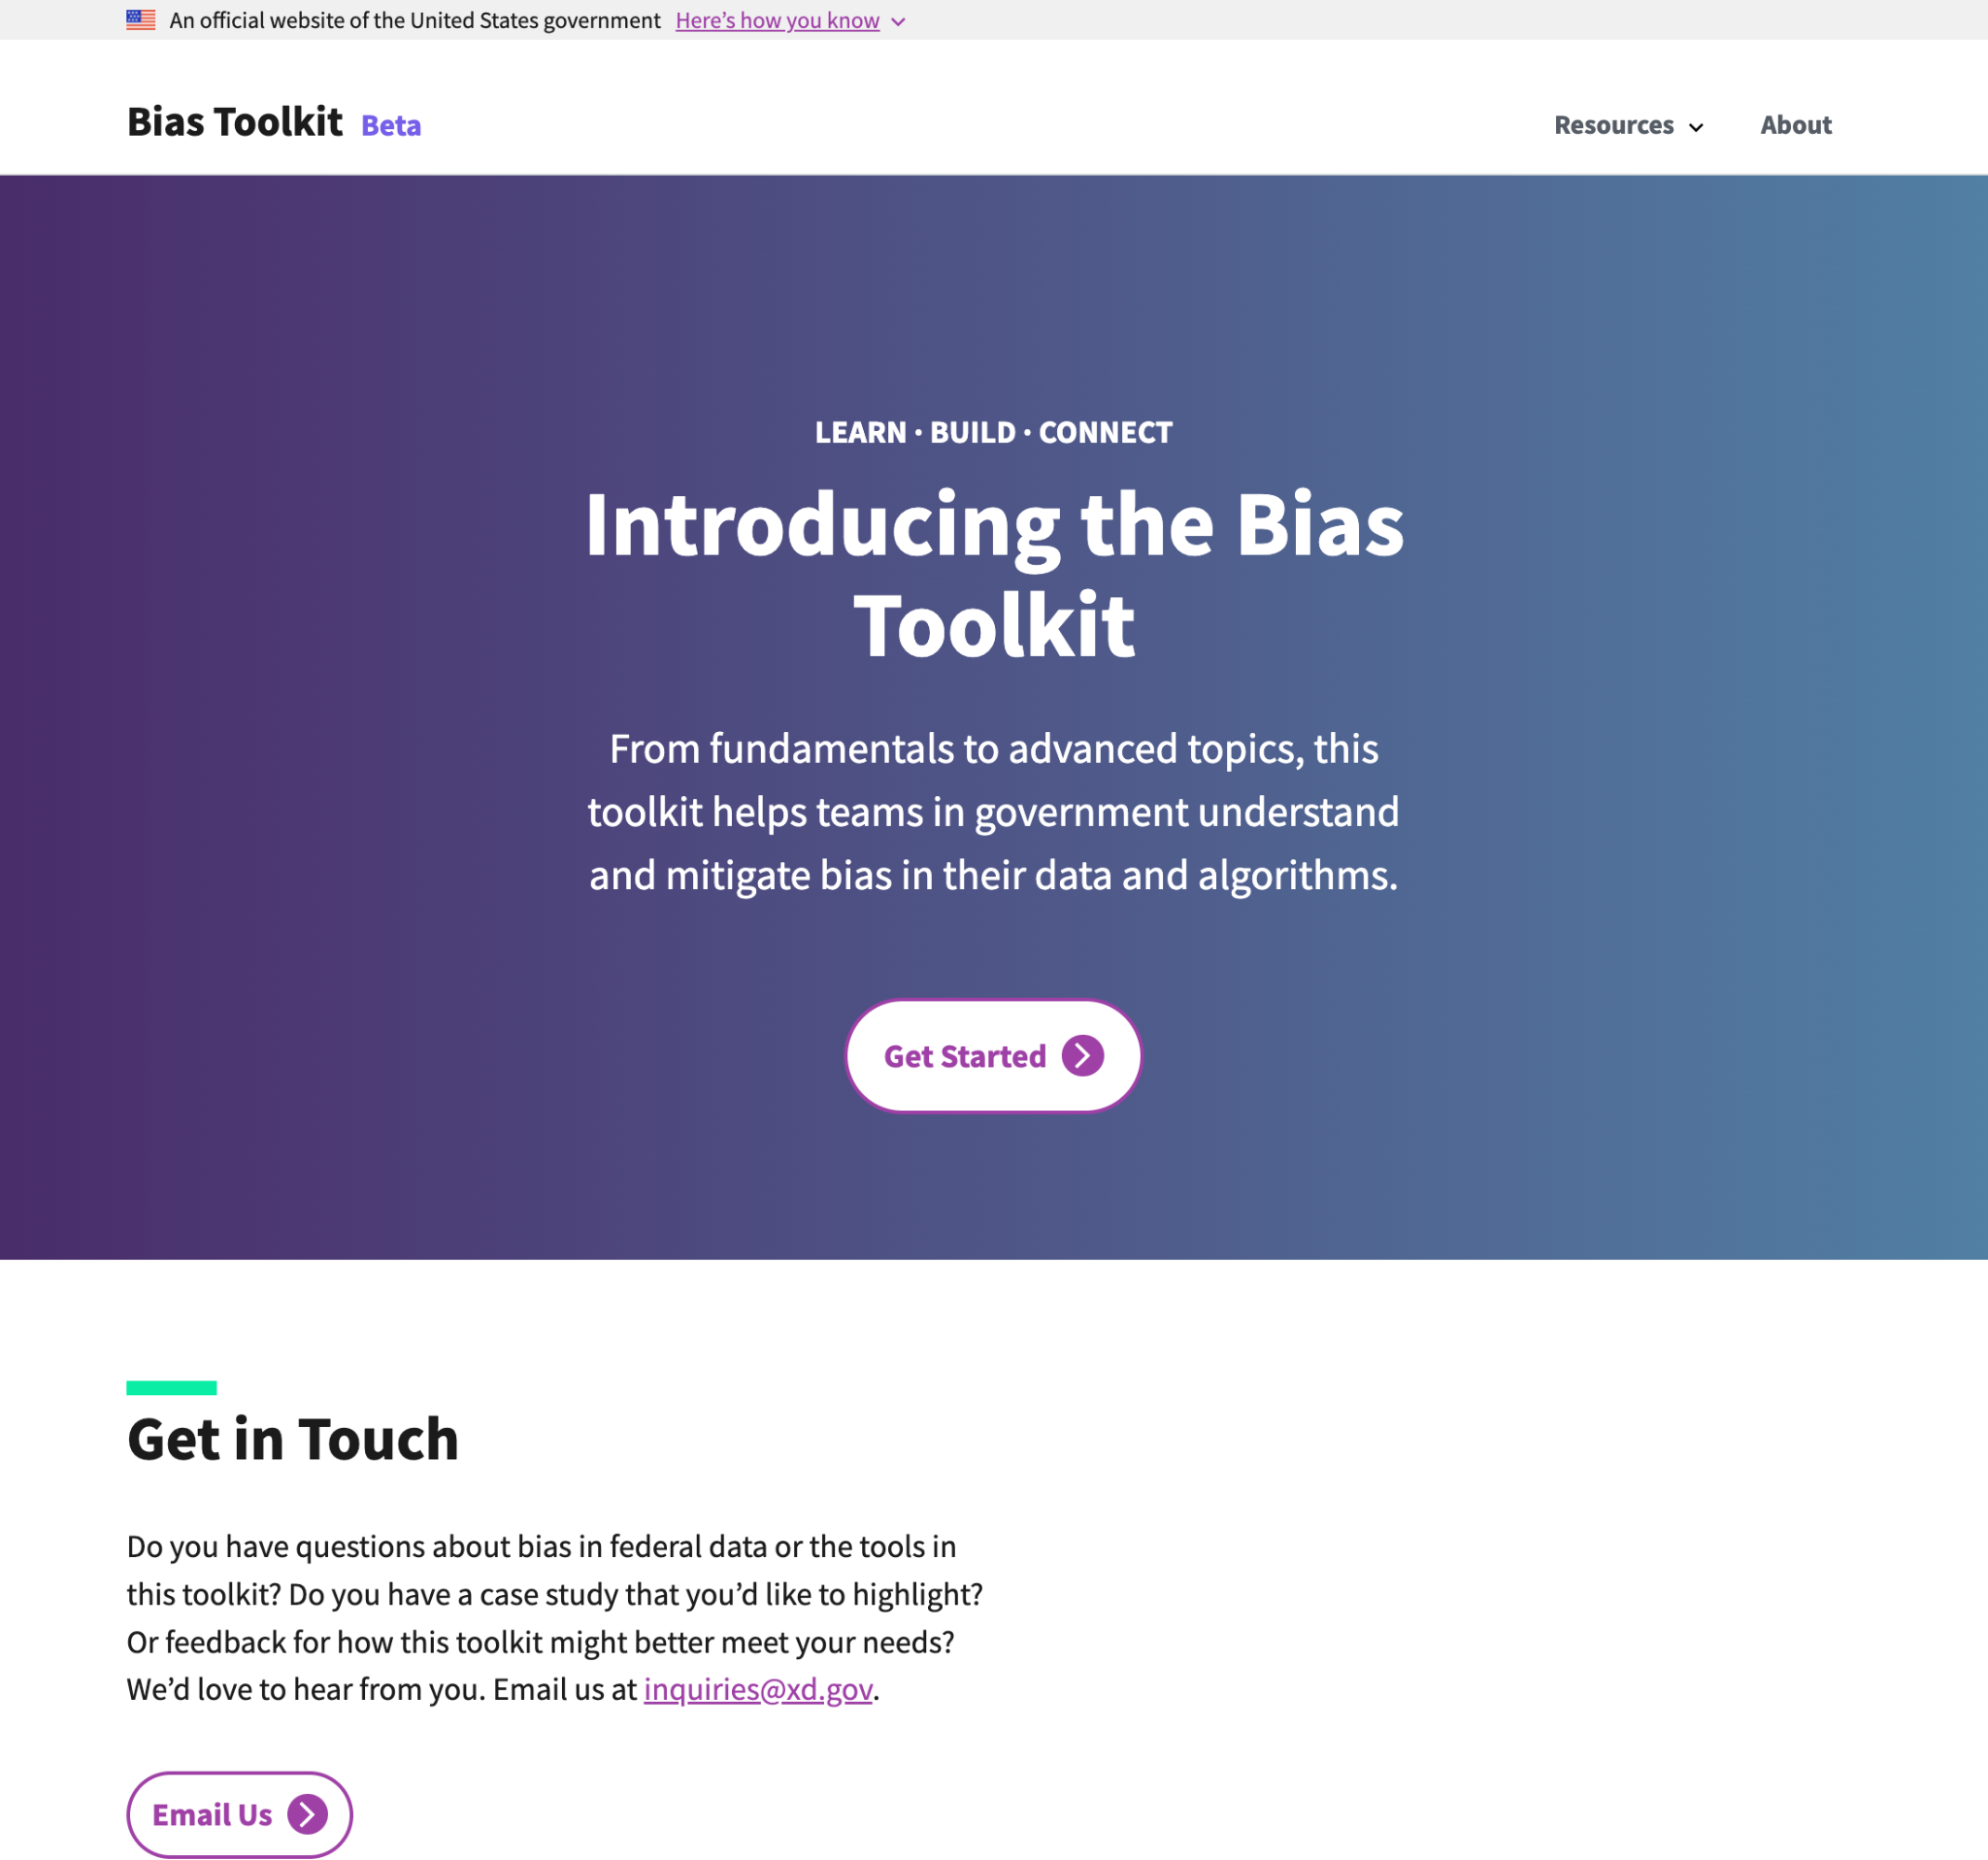 An official website of the United States government Here’s how you know
Bias Toolkit Beta
Resources
About
LEARN · BUILD · CONNECT
Introducing the Bias
Toolkit
From fundamentals to advanced topics, this
toolkit helps teams in government understand
and mitigate bias in their data and algorithms.
Get Started
Get in Touch
Do you have questions about bias in federal data or the tools in
this toolkit? Do you have a case study that you’d like to highlight?
Or feedback for how this toolkit might better meet your needs?
We’d love to hear from you. Email us at inquiries@xd.gov.
Email Us